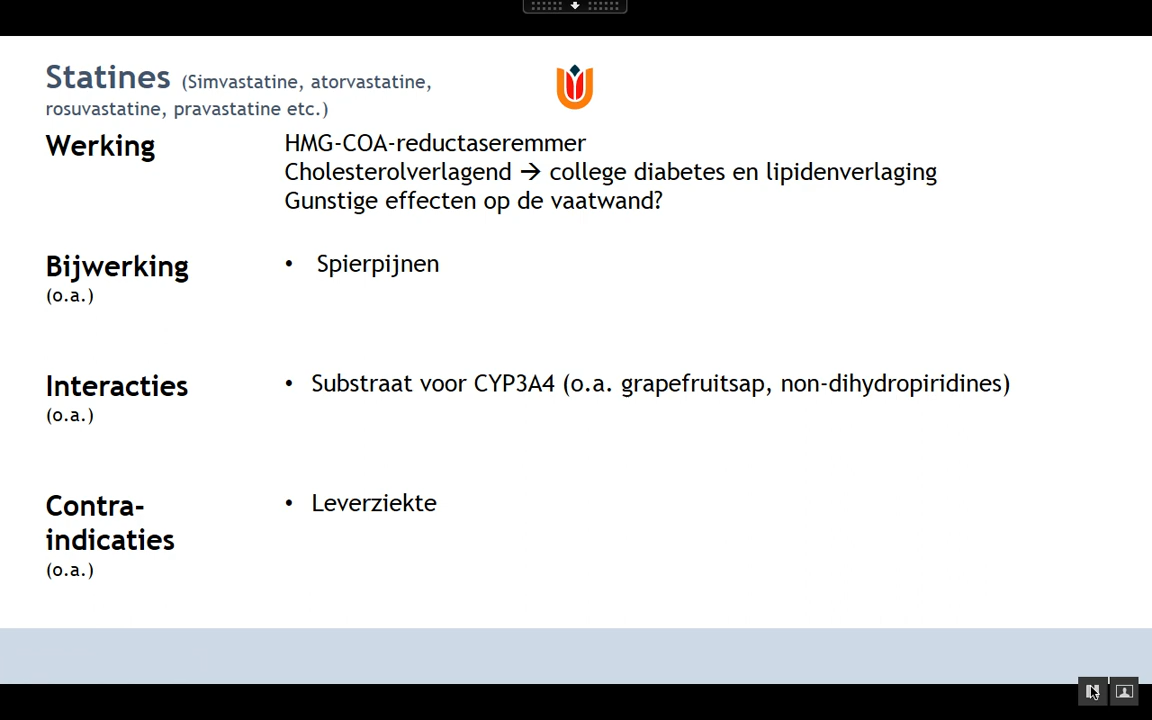 Statines (Simvastatine, atorvastatine,
rosuvastatine, pravastatine etc.)
Werking
HMG-COA-reductaseremmer
Cholesterolverlagend → college diabetes en lipidenverlaging
Gunstige effecten op de vaatwand?
Bijwerking
(o.a.)
• Spierpijnen
Interacties
(o.a.)
• Substraat voor CYP3A4 (o.a. grapefruitsap, non-dihydropiridines)
Contra-
indicaties
(o.a.)
• Leverziekte